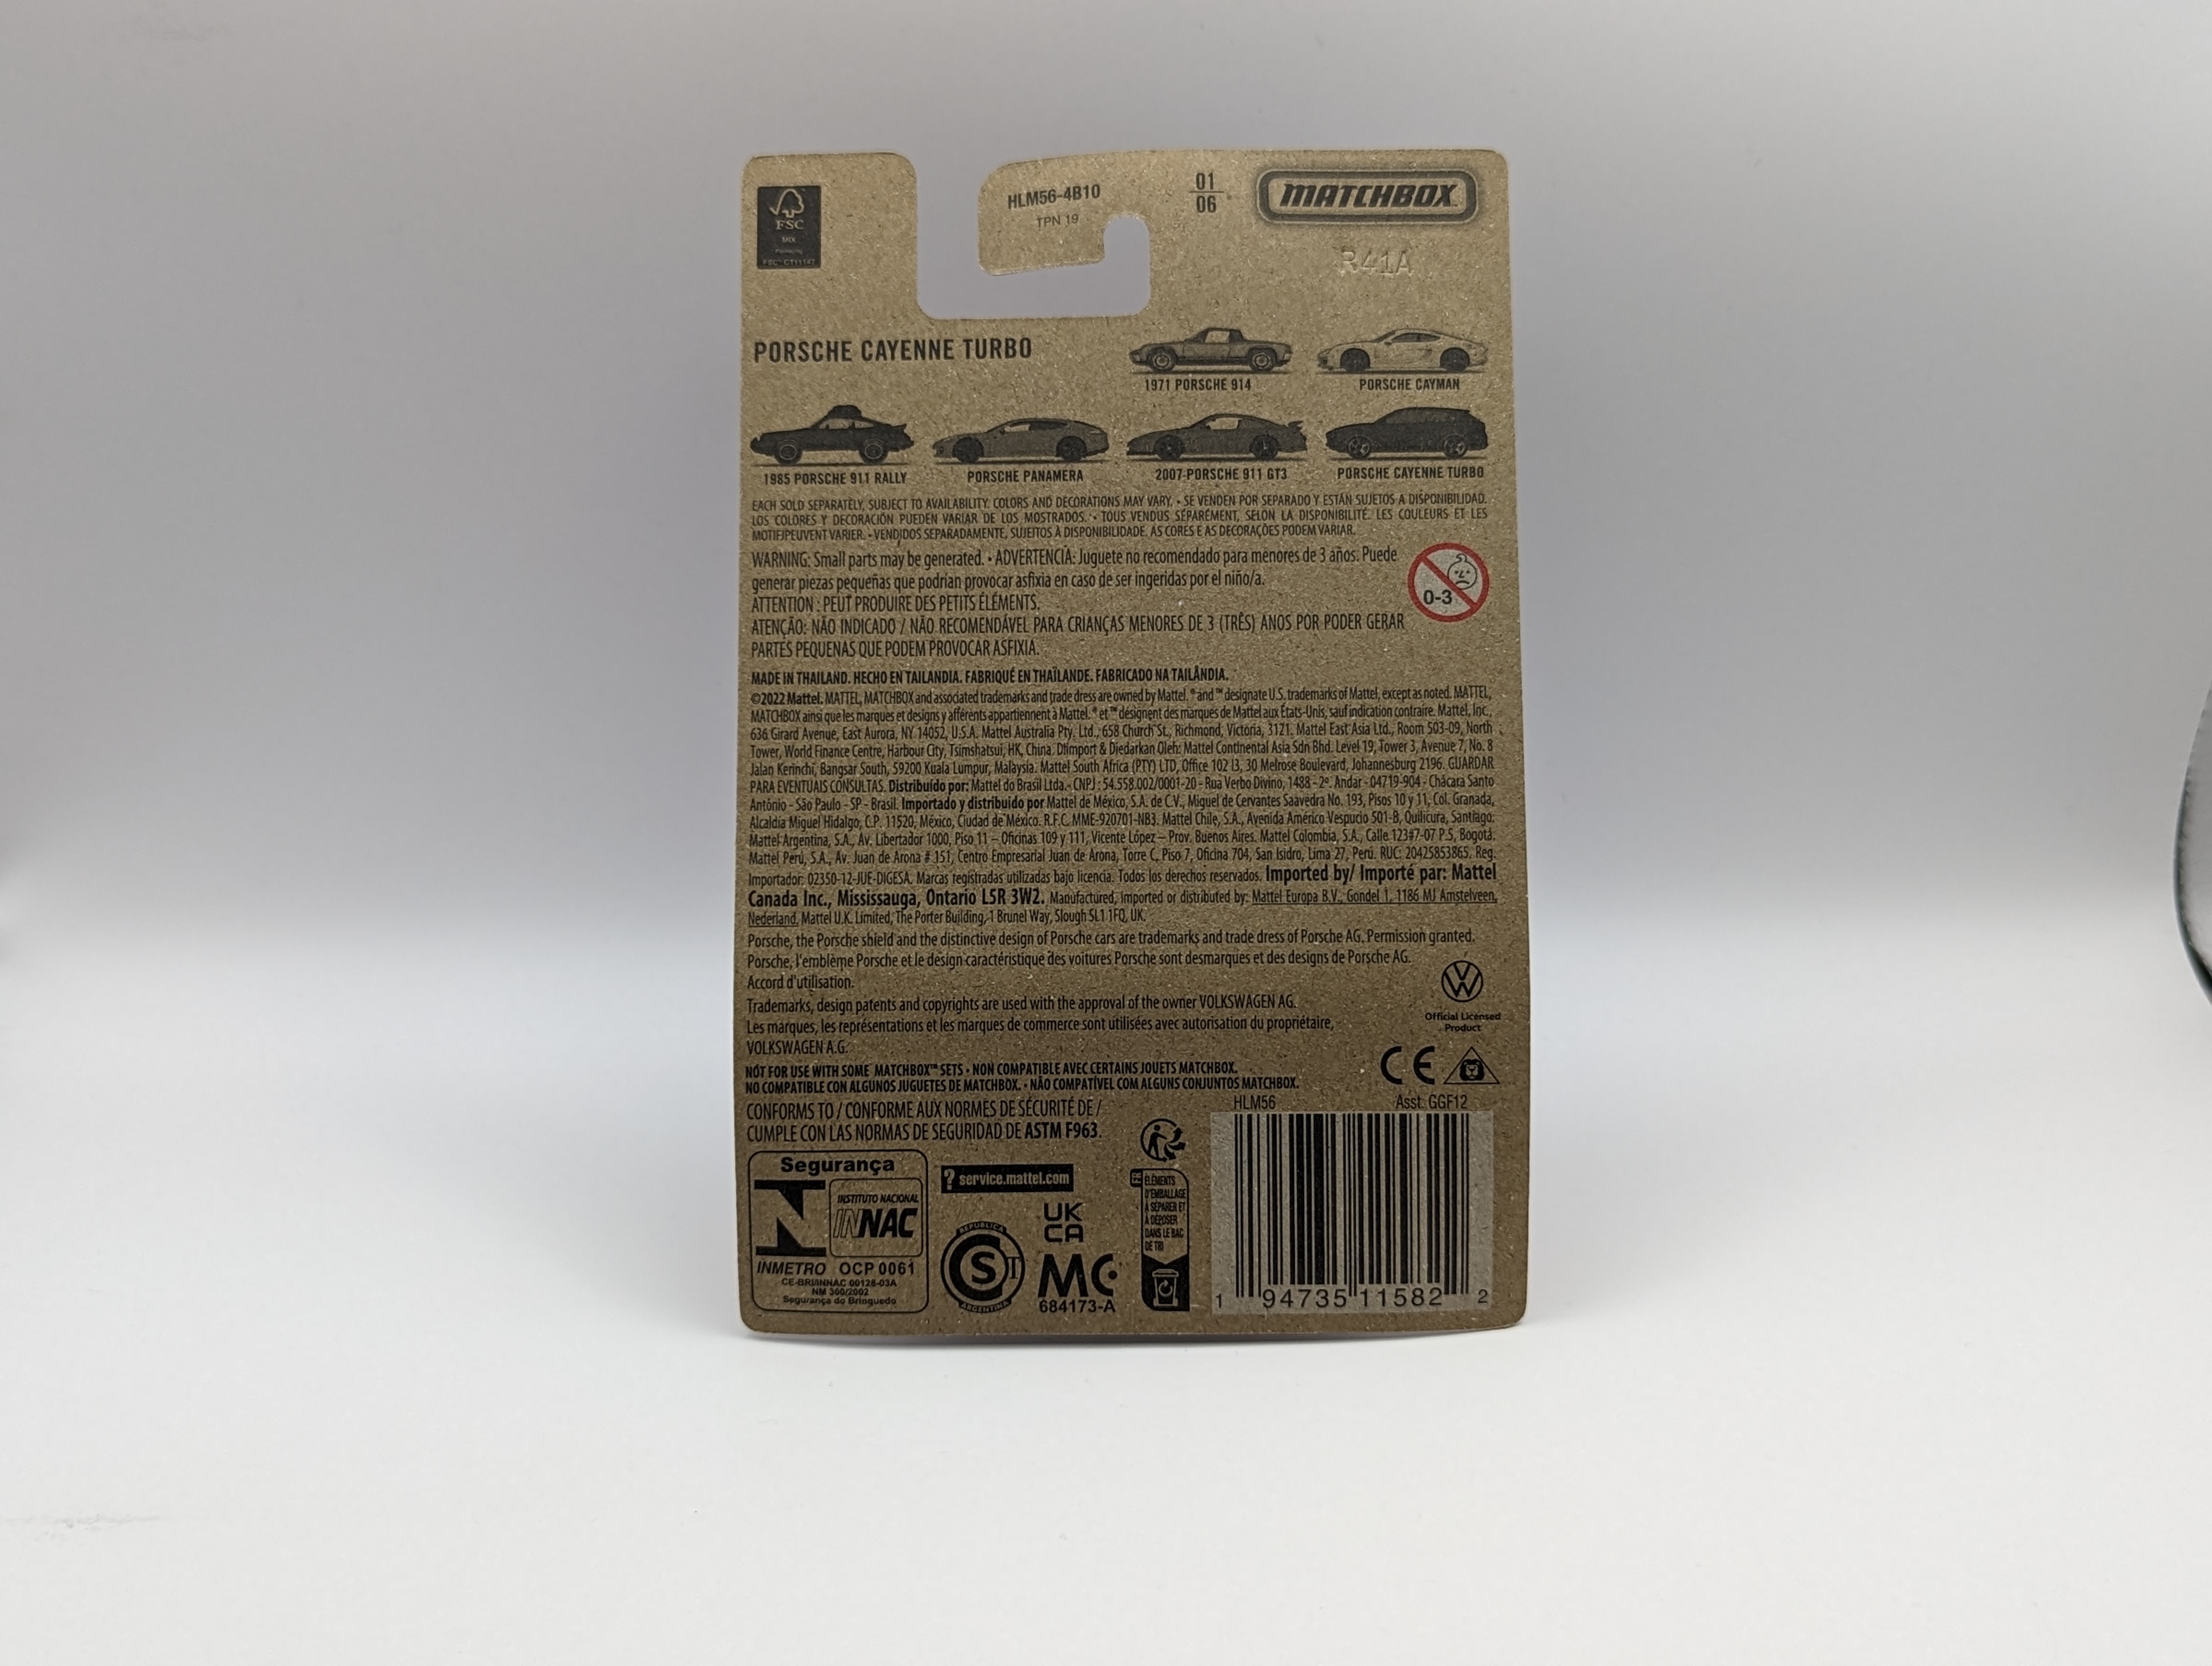 FSC
MIX
Packaging
HLM56-4B10
TPN 19
01
06
MATCHBOX
R41A
PORSCHE CAYENNE TURBO
1971 PORSCHE 914
PORSCHE CAYMAN
1985 PORSCHE 911 RALLY
PORSCHE PANAMERA
2007 PORSCHE 911 GT3
PORSCHE CAYENNE TURBO
EACH SOLD SEPARATELY, SUBJECT TO AVAILABILITY. COLORS AND DECORATIONS MAY VARY. • SE VENDEN POR SEPARADO Y ESTÁN SUJETOS A DISPONIBILIDAD.
LOS COLORES Y DECORACIÓN PUEDEN VARIAR DE LOS MOSTRADOS. • TOUS VENDUS SÉPARÉMENT, SELON LA DISPONIBILITÉ. LES COULEURS ET LES
MOTIFJPEUVENT VARIER. • VENDIDOS SEPARADAMENTE, SUJEITOS À DISPONIBILIDADE. AS CORES E AS DECORAÇÕES PODEM VARIAR.
WARNING: Small parts may be generated. • ADVERTENCIA: Juguete no recomendado para menores de 3 años. Puede
generar piezas pequeñas que podrían provocar asfixia en caso de ser ingeridas por el niño/a.
ATTENTION : PEUT PRODUIRE DES PETITS ÉLÉMENTS.
ATENÇÃO: NÃO INDICADO / NÃO RECOMENDÁVEL PARA CRIANÇAS MENORES DE 3 (TRÊS) ANOS POR PODER GERAR
PARTES PEQUENAS QUE PODEM PROVOCAR ASFIXIA.
0-3
MADE IN THAILAND. HECHO EN TAILANDIA. FABRIQUÉ EN THAÏLANDE. FABRICADO NA TAILÂNDIA.
©2022 Mattel. MATTEL, MATCHBOX and associated trademarks and trade dress are owned by Mattel. ® and ™ designate U.S. trademarks of Mattel, except as noted. MATTEL,
MATCHBOX ainsi que les marques et designs y afférents appartiennent à Mattel. ® et ™ désignent des marques de Mattel aux États-Unis, sauf indication contraire. Mattel, Inc.,
636 Girard Avenue, East Aurora, NY 14052, U.S.A. Mattel Australia Pty. Ltd., 658 Church St., Richmond, Victoria, 3121. Mattel East Asia Ltd., Room 503-09, North
Tower, World Finance Centre, Harbour City, Tsimshatsui, HK, China. Diimport & Diedarkan Oleh: Mattel Continental Asia Sdn Bhd. Level 19, Tower 3, Avenue 7, No. 8
Jalan Kerinchi, Bangsar South, 59200 Kuala Lumpur, Malaysia. Mattel South Africa (PTY) LTD, Office 102 I3, 30 Melrose Boulevard, Johannesburg 2196. GUARDAR
PARA EVENTUAIS CONSULTAS. Distribuído por: Mattel do Brasil Ltda.- CNPJ : 54.558.002/0001-20 - Rua Verbo Divino, 1488 - 2º. Andar - 04719-904 - Chácara Santo
Antônio - São Paulo - SP - Brasil. Importado y distribuido por Mattel de México, S.A. de C.V., Miguel de Cervantes Saavedra No. 193, Pisos 10 y 11, Col. Granada,
Alcaldía Miguel Hidalgo, C.P. 11520, México, Ciudad de México. R.F.C. MME-920701-NB3. Mattel Chile, S.A., Avenida Américo Vespucio 501-B, Quilicura, Santiago.
Mattel Argentina, S.A., Av. Libertador 1000, Piso 11 – Oficinas 109 y 111, Vicente López – Prov. Buenos Aires. Mattel Colombia, S.A., Calle 123#7-07 P.5, Bogotá.
Mattel Perú, S.A., Av. Juan de Arona # 151, Centro Empresarial Juan de Arona, Torre C, Piso 7, Oficina 704, San Isidro, Lima 27, Perú. RUC: 20425853865. Reg.
Importador: 02350-12-JUE-DIGESA. Marcas registradas utilizadas bajo licencia. Todos los derechos reservados. Imported by/ Importé par: Mattel
Canada Inc., Mississauga, Ontario L5R 3W2. Manufactured, imported or distributed by: Mattel Europa B.V., Gondel 1, 1186 MJ Amstelveen,
Nederland. Mattel U.K. Limited, The Porter Building, 1 Brunel Way, Slough SL1 1FQ, UK.
Porsche, the Porsche shield and the distinctive design of Porsche cars are trademarks and trade dress of Porsche AG. Permission granted.
Porsche, l'emblème Porsche et le design caractéristique des voitures Porsche sont desmarques et des designs de Porsche AG.
Accord d'utilisation.
Trademarks, design patents and copyrights are used with the approval of the owner VOLKSWAGEN AG.
Les marques, les représentations et les marques de commerce sont utilisées avec autorisation du propriétaire,
VOLKSWAGEN A.G.
Official Licensed
Product
NOT FOR USE WITH SOME MATCHBOX™ SETS • NON COMPATIBLE AVEC CERTAINS JOUETS MATCHBOX.
NO COMPATIBLE CON ALGUNOS JUGUETES DE MATCHBOX. • NÃO COMPATÍVEL COM ALGUNS CONJUNTOS MATCHBOX.
CE
CONFORMS TO / CONFORME AUX NORMES DE SÉCURITÉ DE /
CUMPLE CON LAS NORMAS DE SEGURIDAD DE ASTM F963.
HLM56
Asst. GGF12
Segurança
INSTITUTO NACIONAL
INNAC
INMETRO OCP 0061
CE-BRI/INNAC 00128-03A
NM 300/2002
Segurança do Brinquedo
? service.mattel.com
UK
CA
REPUBLICA
ARGENTINA
MC
684173-A
FR
ÉLÉMENTS
D'EMBALLAGE
À SÉPARER ET
À DÉPOSER
DANS LE BAC
DE TRI
1 94735 11582 2